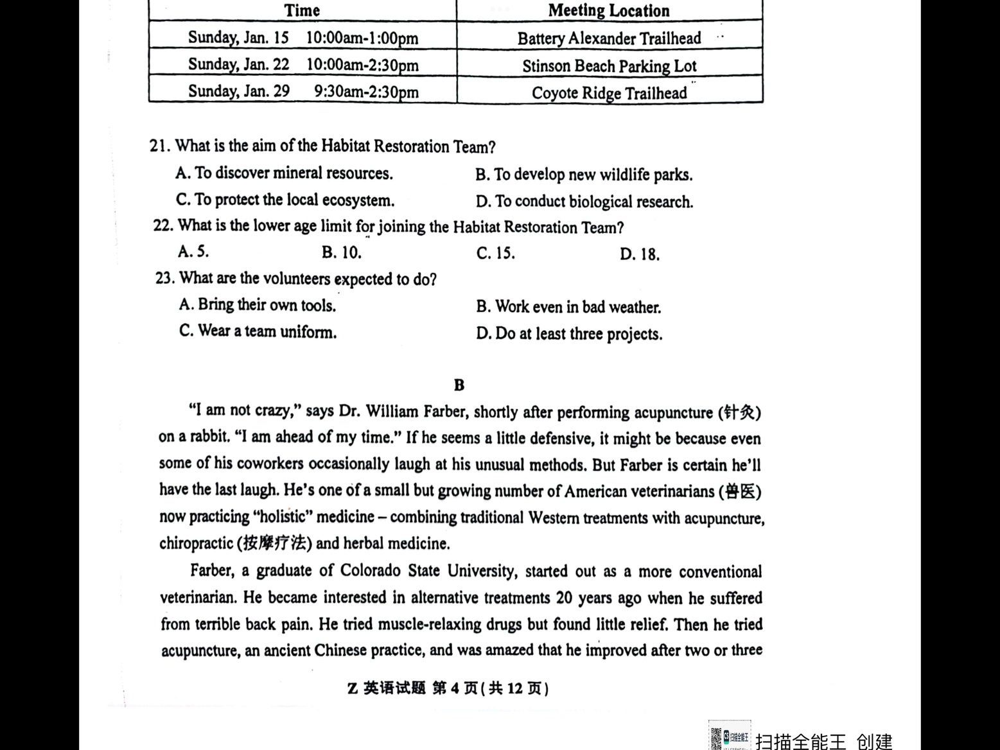 Time Meeting Location
Sunday, Jan. 15 10:00am-1:00pm Battery Alexander Trailhead
Sunday, Jan. 22 10:00am-2:30pm Stinson Beach Parking Lot
Sunday, Jan. 29 9:30am-2:30pm Coyote Ridge Trailhead
21. What is the aim of the Habitat Restoration Team?
A. To discover mineral resources. B. To develop new wildlife parks.
C. To protect the local ecosystem. D. To conduct biological research.
22. What is the lower age limit for joining the Habitat Restoration Team?
A. 5. B. 10. C. 15. D. 18.
23. What are the volunteers expected to do?
A. Bring their own tools. B. Work even in bad weather.
C. Wear a team uniform. D. Do at least three projects.
B
“I am not crazy,” says Dr. William Farber, shortly after performing acupuncture (针灸)
on a rabbit. “I am ahead of my time.” If he seems a little defensive, it might be because even
some of his coworkers occasionally laugh at his unusual methods. But Farber is certain he’ll
have the last laugh. He’s one of a small but growing number of American veterinarians (兽医)
now practicing “holistic” medicine – combining traditional Western treatments with acupuncture,
chiropractic (按摩疗法) and herbal medicine.
Farber, a graduate of Colorado State University, started out as a more conventional
veterinarian. He became interested in alternative treatments 20 years ago when he suffered
from terrible back pain. He tried muscle-relaxing drugs but found little relief. Then he tried
acupuncture, an ancient Chinese practice, and was amazed that he improved after two or three
Z 英语试题 第 4 页(共 12 页)
CS 扫描全能王
扫描全能王 创建